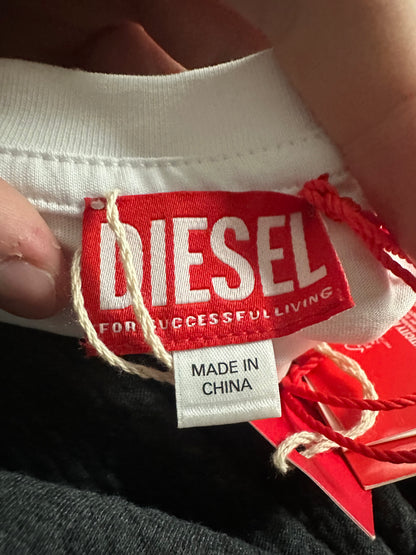 DIESEL
FOR SUCCESSFUL LIVING
MADE IN
CHINA